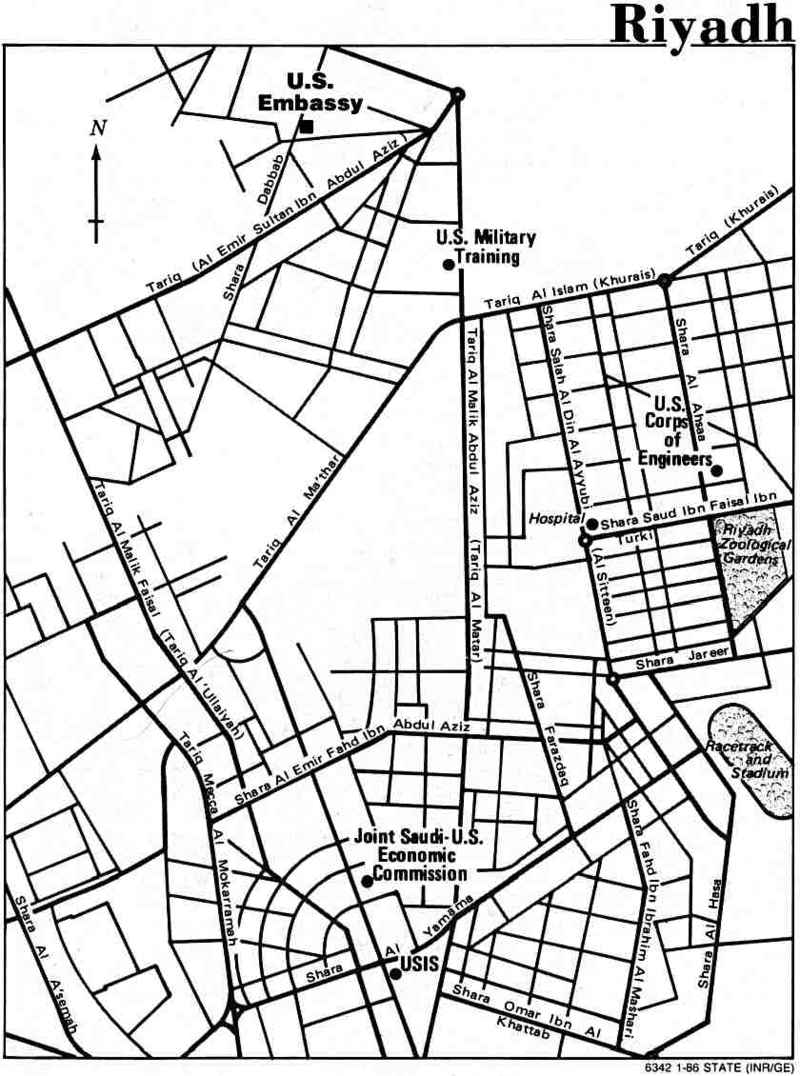 Riyadh
U.S.
Embassy
N
Dabbab
Tariq (Al Emir Sultan Ibn Abdul Aziz)
Shara
U.S. Military
Training
Tariq (Khurais)
Tariq Al Islam (Khurais)
Shara Salah Al Din Al Ayyubi
(Al Sitteen)
Shara Al Ahsaa
Tariq Al Malik Abdul Aziz (Tariq Al Matar)
U.S.
Corps
of
Engineers
Tariq Al Ma'thar
Tariq Al Malik Faisal (Tariq Al 'Ullaiyah)
Hospital
Shara Saud Ibn Faisal Ibn
Turki
Riyadh
Zoological
Gardens
Shara Jareer
Shara Farazdaq
Shara Al Emir Fahd Ibn Abdul Aziz
Racetrack
and
Stadium
Tariq Mecca Al Mokarramah
Joint Saudi-U.S.
Economic
Commission
Shara Fahd Ibn Ibrahim Al Mashari
Shara Al Hasa
Shara Al A'semah
Shara Al Yamama
USIS
Shara Omar Ibn Al
Khattab
6342 1-86 STATE (INR/GE)